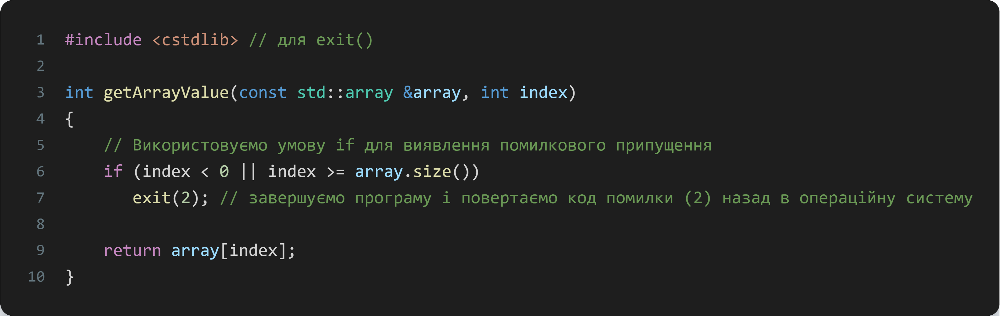 1 #include <cstdlib> // для exit()
2
3 int getArrayValue(const std::array &array, int index)
4 {
5     // Використовуємо умову if для виявлення помилкового припущення
6     if (index < 0 || index >= array.size())
7        exit(2); // завершуємо програму і повертаємо код помилки (2) назад в операційну систему
8
9     return array[index];
10 }